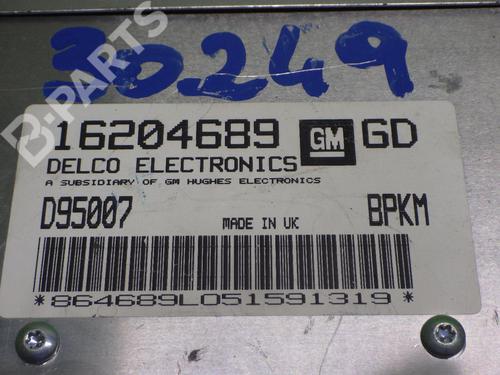 30249
B-PARTS
16204689 GM GD
DELCO ELECTRONICS
A SUBSIDIARY OF GM HUGHES ELECTRONICS
D95007 MADE IN UK BPKM
*864689L051591319*